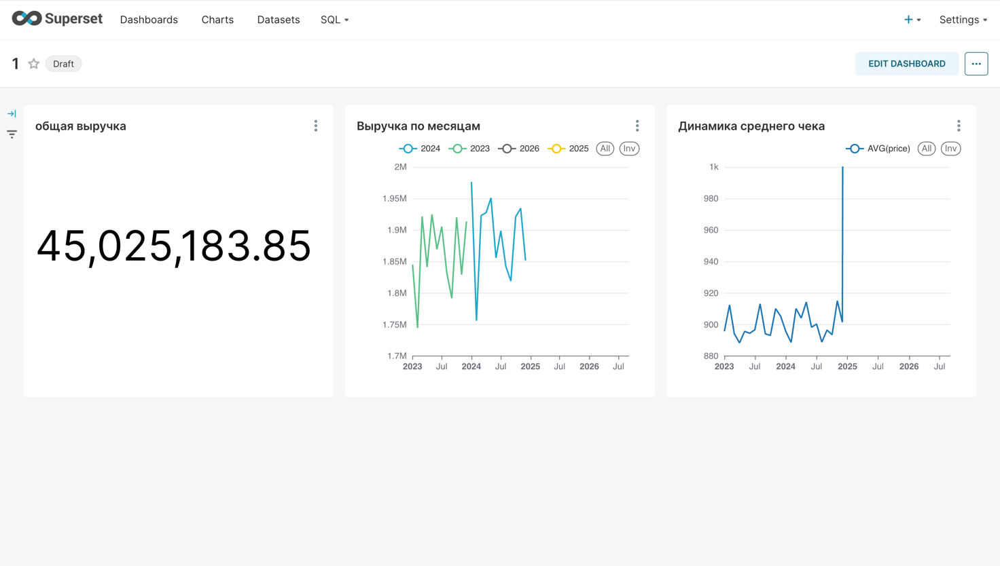 Superset Dashboards Charts Datasets SQL + Settings
1 Draft EDIT DASHBOARD ...
общая выручка
45,025,183.85
Выручка по месяцам
2024 2023 2026 2025 All Inv
2M
1.95M
1.9M
1.85M
1.8M
1.75M
1.7M
2023 Jul 2024 Jul 2025 Jul 2026 Jul
Динамика среднего чека
AVG(price) All Inv
1k
980
960
940
920
900
880
2023 Jul 2024 Jul 2025 Jul 2026 Jul